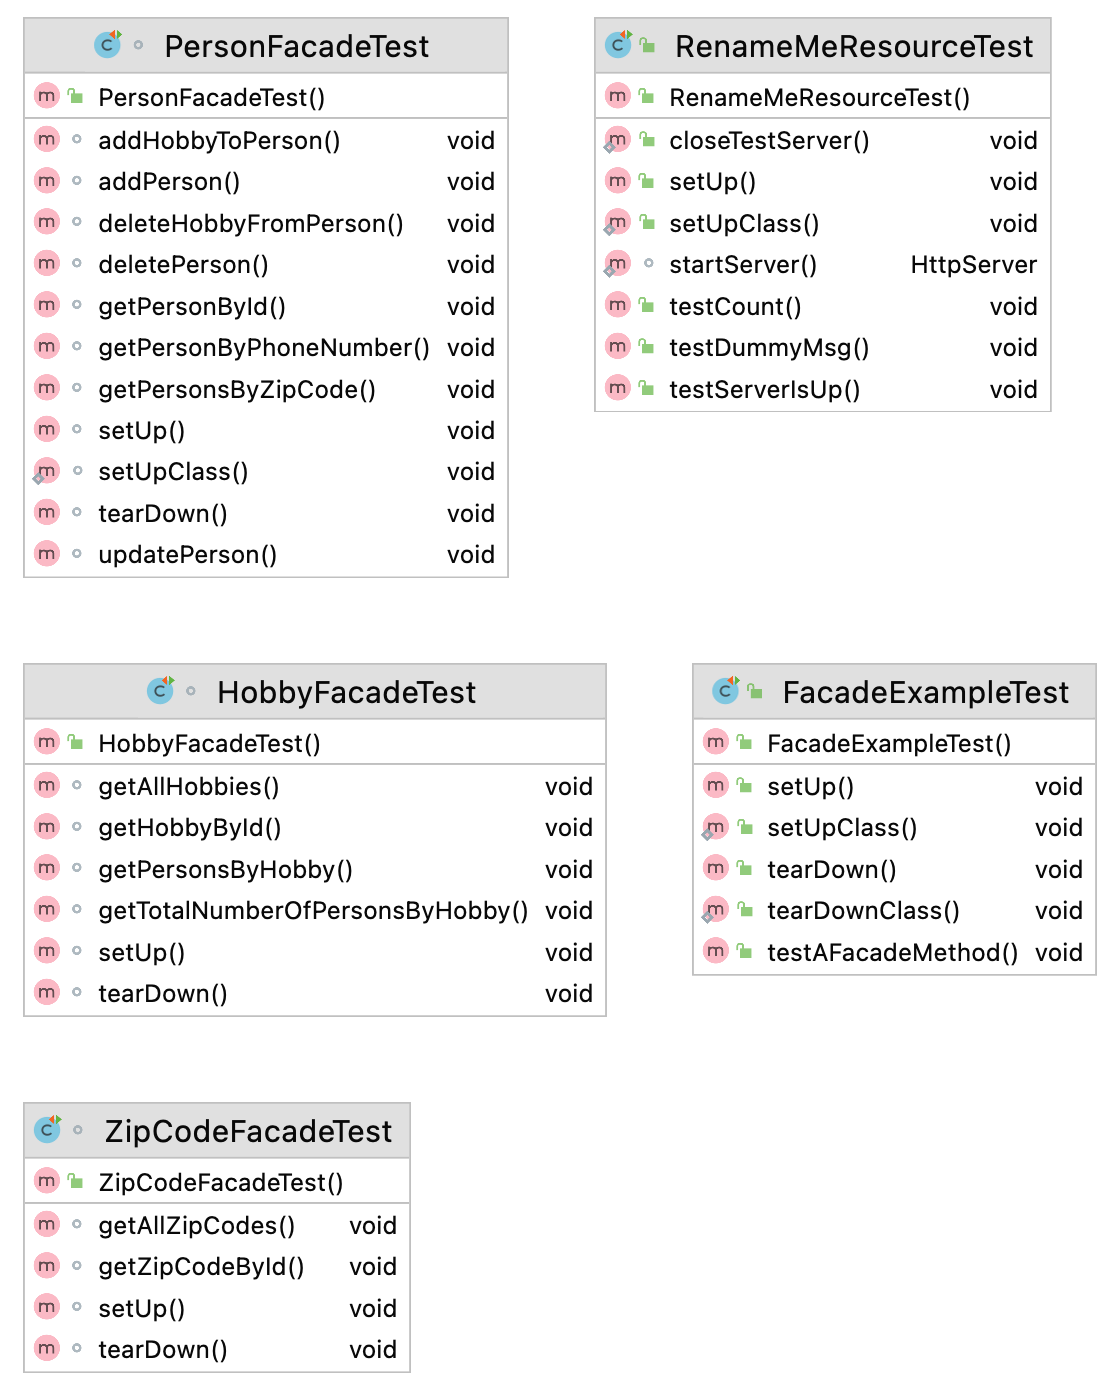 PersonFacadeTest
PersonFacadeTest()
addHobbyToPerson() void
addPerson() void
deleteHobbyFromPerson() void
deletePerson() void
getPersonById() void
getPersonByPhoneNumber() void
getPersonsByZipCode() void
setUp() void
setUpClass() void
tearDown() void
updatePerson() void
RenameMeResourceTest
RenameMeResourceTest()
closeTestServer() void
setUp() void
setUpClass() void
startServer() HttpServer
testCount() void
testDummyMsg() void
testServerIsUp() void
HobbyFacadeTest
HobbyFacadeTest()
getAllHobbies() void
getHobbyById() void
getPersonsByHobby() void
getTotalNumberOfPersonsByHobby() void
setUp() void
tearDown() void
FacadeExampleTest
FacadeExampleTest()
setUp() void
setUpClass() void
tearDown() void
tearDownClass() void
testAFacadeMethod() void
ZipCodeFacadeTest
ZipCodeFacadeTest()
getAllZipCodes() void
getZipCodeById() void
setUp() void
tearDown() void